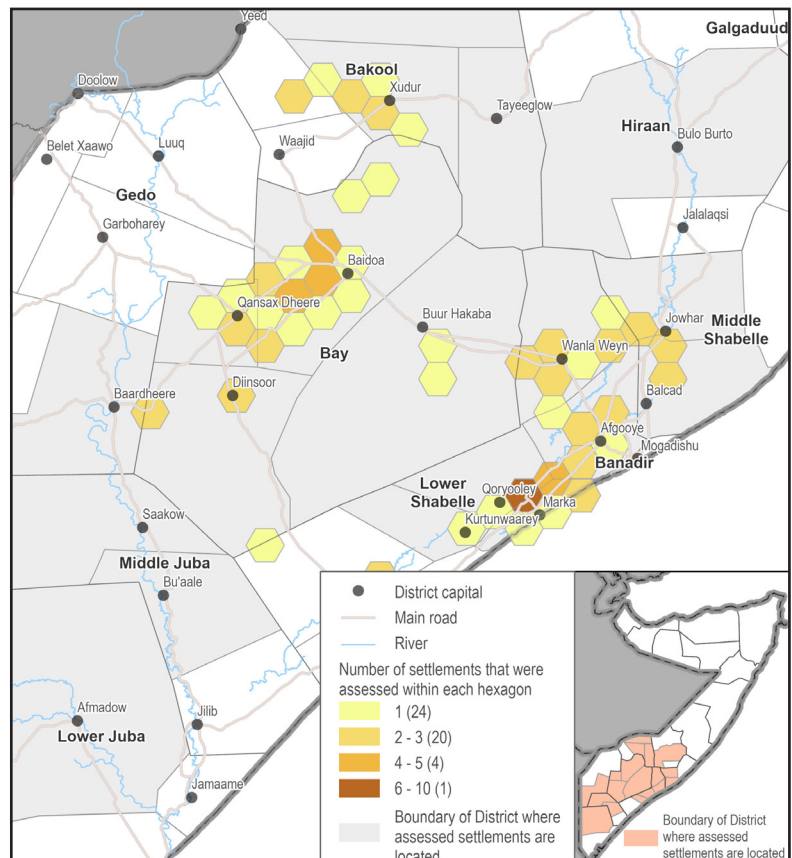 Yeed
Galgaduud
Doolow
Bakool
Xudur
Tayeeglow
Hiraan
Bulo Burto
Belet Xaawo
Luuq
Waajid
Gedo
Garboharey
Jalalaqsi
Baidoa
Qansax Dheere
Buur Hakaba
Jowhar
Middle
Shabelle
Bay
Wanla Weyn
Diinsoor
Baardheere
Balcad
Afgooye
Mogadishu
Banadir
Lower
Shabelle
Qoryooley
Marka
Kurtunwaarey
Saakow
Middle Juba
Bu'aale
Afmadow
Lower Juba
Jilib
Jamaame
District capital
Main road
River
Number of settlements that were
assessed within each hexagon
1 (24)
2 - 3 (20)
4 - 5 (4)
6 - 10 (1)
Boundary of District where
assessed settlements are
located
Boundary of District
where assessed
settlements are located